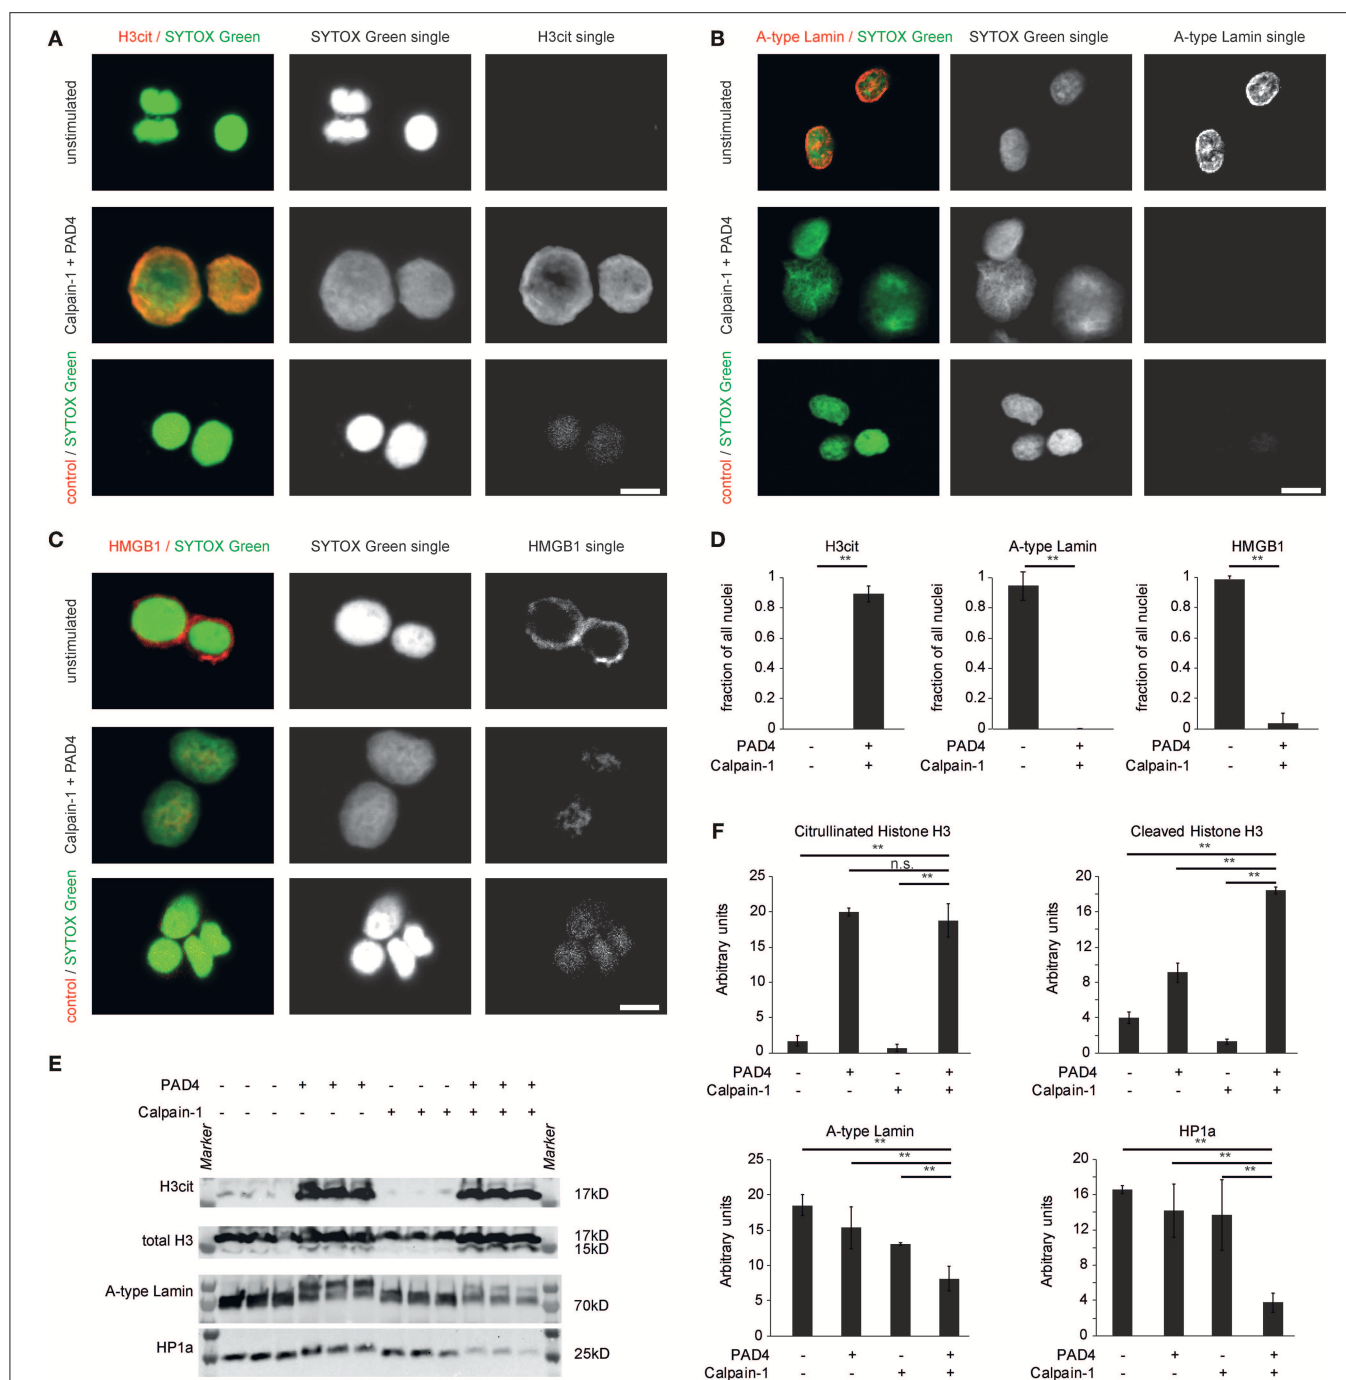 A
H3cit / SYTOX Green
SYTOX Green single
H3cit single
unstimulated
Calpain-1 + PAD4
control / SYTOX Green
B
A-type Lamin / SYTOX Green
SYTOX Green single
A-type Lamin single
unstimulated
Calpain-1 + PAD4
control / SYTOX Green
C
HMGB1 / SYTOX Green
SYTOX Green single
HMGB1 single
unstimulated
Calpain-1 + PAD4
control / SYTOX Green
D
H3cit
**
fraction of all nuclei
1
0.8
0.6
0.4
0.2
0
PAD4 - +
Calpain-1 - +
A-type Lamin
**
fraction of all nuclei
1
0.8
0.6
0.4
0.2
0
PAD4 - +
Calpain-1 - +
HMGB1
**
fraction of all nuclei
1
0.8
0.6
0.4
0.2
0
PAD4 - +
Calpain-1 - +
E
PAD4 - - - + + + - - - + + +
Calpain-1 - - - - - - + + + + + +
Marker
Marker
H3cit
17kD
total H3
17kD
15kD
A-type Lamin
70kD
HP1a
25kD
F
Citrullinated Histone H3
**
n.s.
**
Arbitrary units
25
20
15
10
5
0
PAD4 - + - +
Calpain-1 - - + +
Cleaved Histone H3
**
**
**
Arbitrary units
20
16
12
8
4
0
PAD4 - + - +
Calpain-1 - - + +
A-type Lamin
**
**
**
Arbitrary units
25
20
15
10
5
0
PAD4 - + - +
Calpain-1 - - + +
HP1a
**
**
**
Arbitrary units
20
16
12
8
4
0
PAD4 - + - +
Calpain-1 - - + +